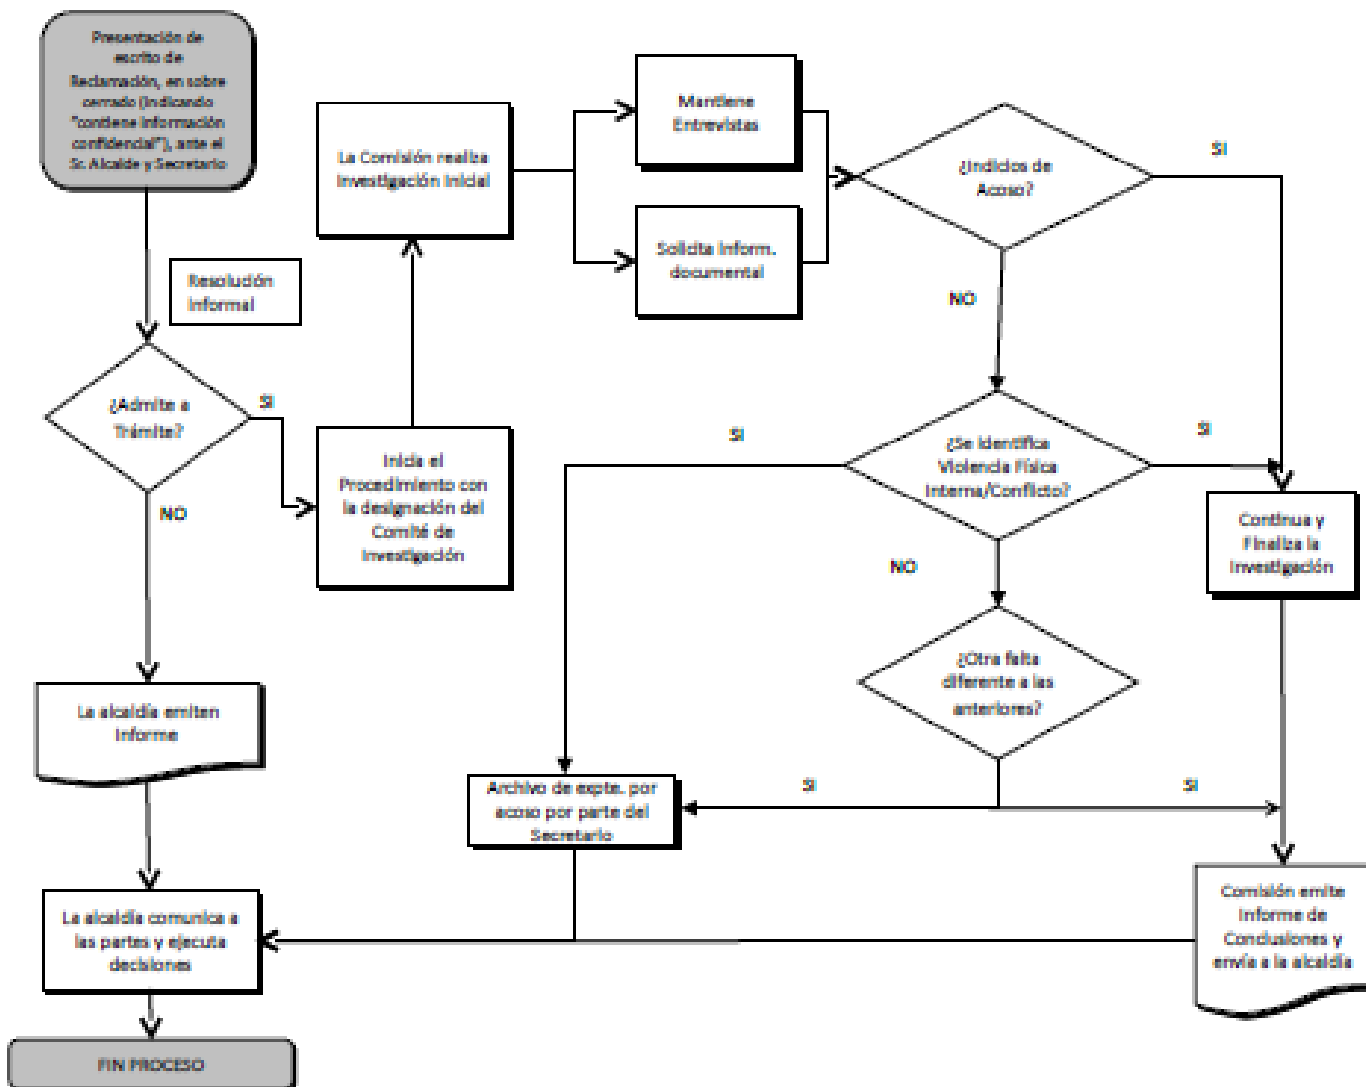 Presentación de
escrito de
Reclamación, en sobre
cerrado (Indicando
"contiene Información
confidencial"), ante el
Sr. Alcalde y Secretario
Resolución
Informal
¿Admite a
Trámite?
SI
NO
La alcaldía emiten
Informe
La alcaldía comunica a
las partes y ejecuta
decisiones
FIN PROCESO
Inicia el
Procedimiento con
la designación del
Comité de
Investigación
La Comisión realiza
Investigación Inicial
Mantiene
Entrevistas
Solicita Inform.
documental
¿Indicios de
Acoso?
SI
NO
¿Se Identifica
Violencia Física
Interna/Conflicto?
SI
SI
NO
¿Otra falta
diferente a las
anteriores?
SI
SI
Archivo de expte. por
acoso por parte del
Secretario
Continua y
Finaliza la
Investigación
Comisión emite
Informe de
Conclusiones y
envía a la alcaldía